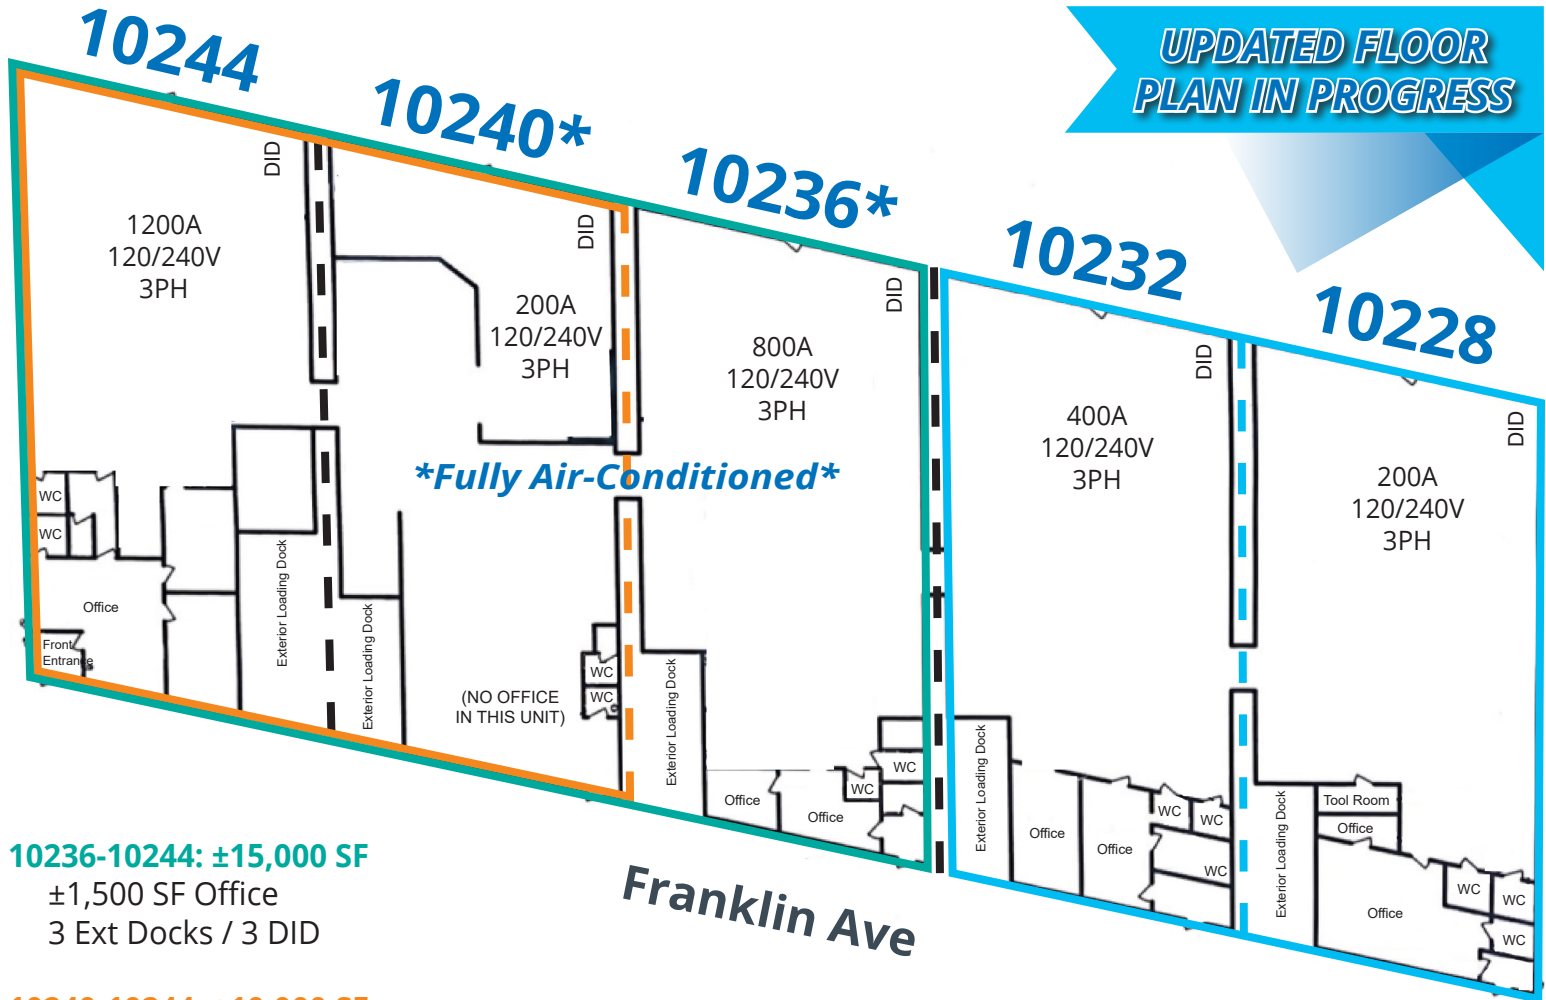 UPDATED FLOOR
PLAN IN PROGRESS
10244
10240*
10236*
10232
10228
DID
1200A
120/240V
3PH
DID
200A
120/240V
3PH
DID
800A
120/240V
3PH
DID
400A
120/240V
3PH
DID
200A
120/240V
3PH
*Fully Air-Conditioned*
WC
WC
Office
Front
Entrance
Exterior Loading Dock
Exterior Loading Dock
(NO OFFICE
IN THIS UNIT)
WC
WC
Exterior Loading Dock
Office
Office
WC
WC
Exterior Loading Dock
Office
Office
WC
WC
WC
Exterior Loading Dock
Tool Room
Office
Office
WC
WC
WC
Franklin Ave
10236-10244: ±15,000 SF
±1,500 SF Office
3 Ext Docks / 3 DID
10240-10244: ±10,000 SF